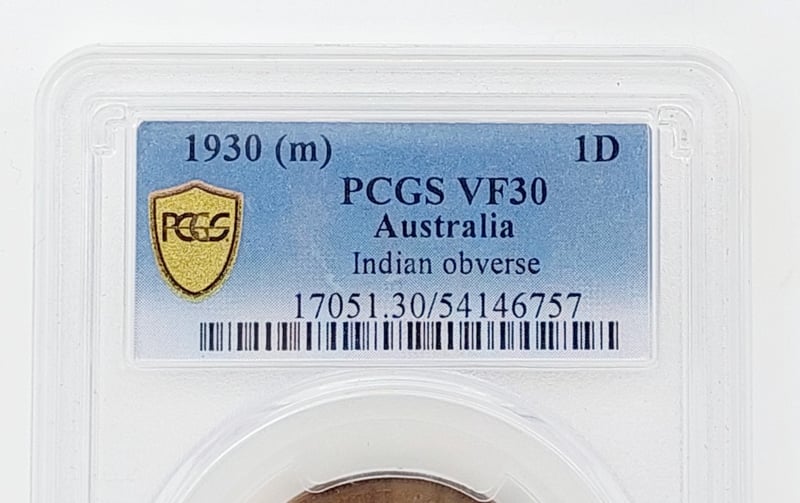 1930 (m) 1D
PCGS VF30
PCGS
Australia
Indian obverse
17051.30/54146757